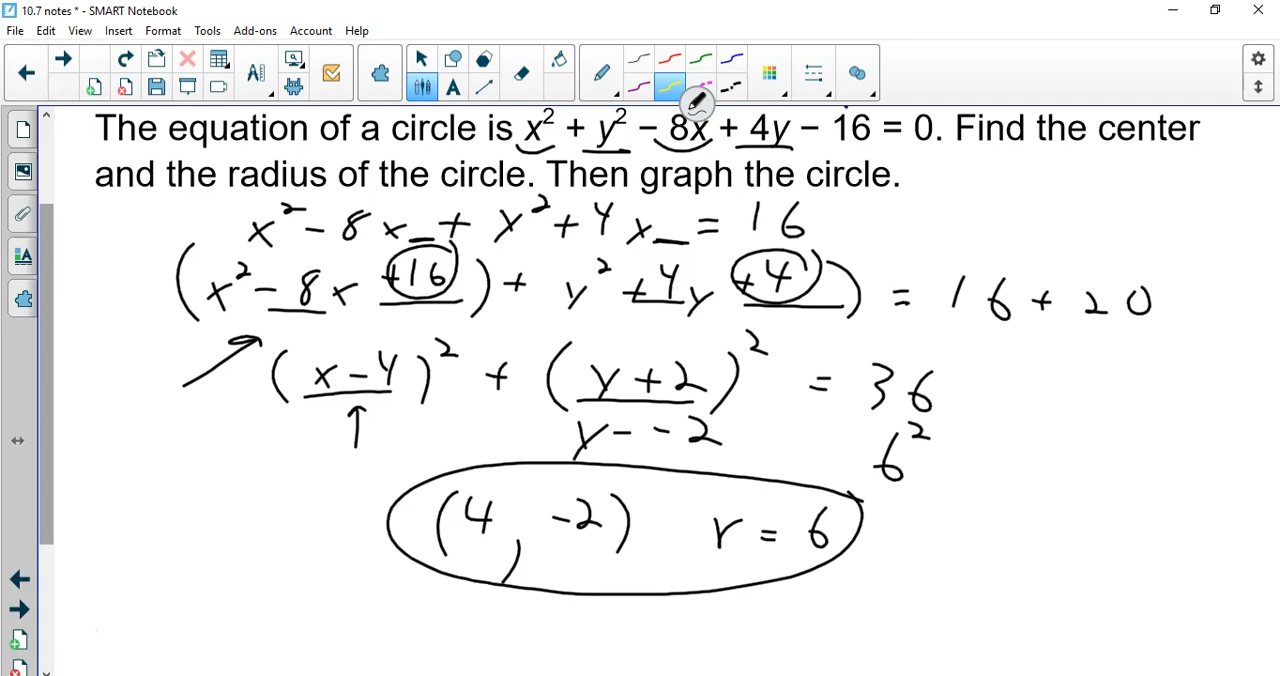 10.7 notes * - SMART Notebook
File Edit View Insert Format Tools Add-ons Account Help
The equation of a circle is x² + y² − 8x + 4y − 16 = 0. Find the center
and the radius of the circle. Then graph the circle.
x² - 8x _ + y² + 4x _ = 16
(x² - 8x +16) + y² + 4y +4) = 16 + 20
(x - 4)² + (y + 2)² = 36
y - - 2 6²
(4, -2) r = 6